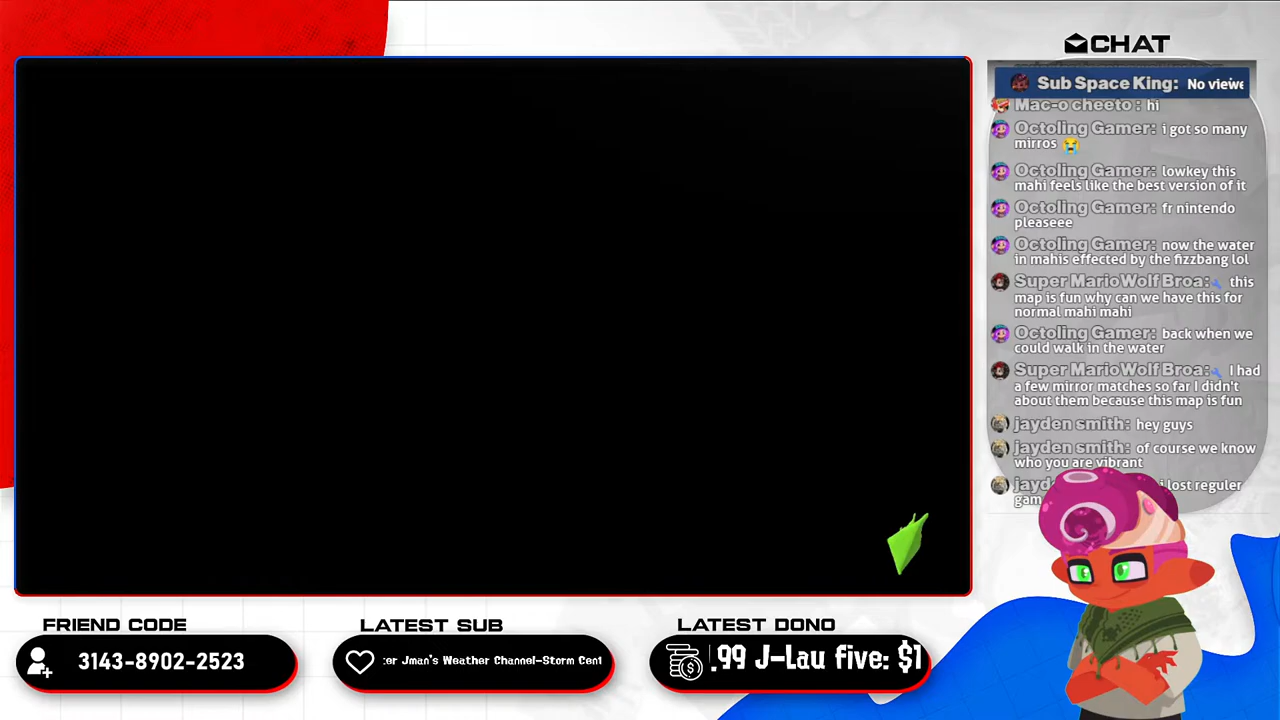 CHAT
Sub Space King: No viewe
Mac-o cheeto : hi
Octoling Gamer: i got so many
mirros
Octoling Gamer: lowkey this
mahi feels like the best version of it
Octoling Gamer: fr nintendo
pleaseee
Octoling Gamer: now the water
in mahis effected by the fizzbang lol
Super MarioWolf Broa: this
map is fun why can we have this for
normal mahi mahi
Octoling Gamer: back when we
could walk in the water
Super MarioWolf Broa: I had
a few mirror matches so far I didn't
about them because this map is fun
jayden smith: hey guys
jayden smith: of course we know
who you are vibrant
jayd i lost reguler
gam
FRIEND CODE
3143-8902-2523
LATEST SUB
er Jman's Weather Channel-Storm Cent
LATEST DONO
.99 J-Lau five: $1